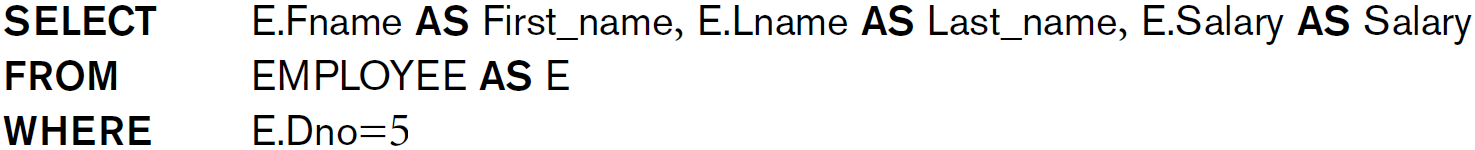 SELECT E.Fname AS First_name, E.Lname AS Last_name, E.Salary AS Salary
FROM EMPLOYEE AS E
WHERE E.Dno=5